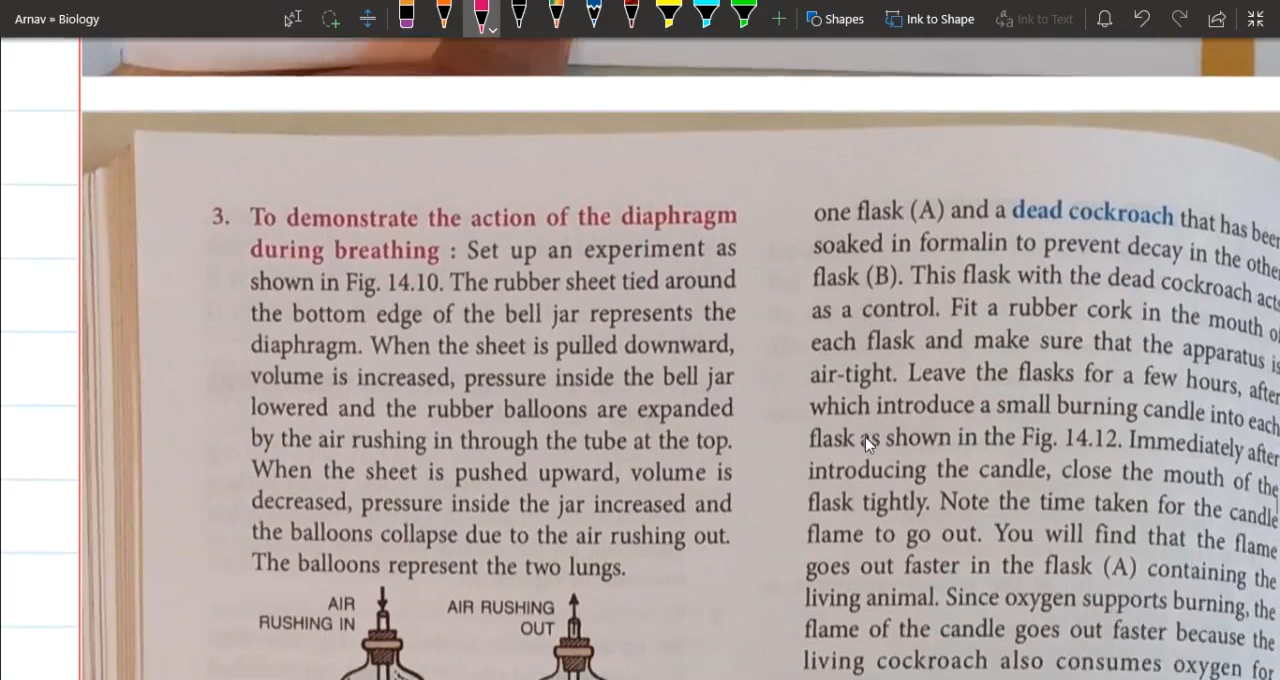 Arnav » Biology
Shapes
Ink to Shape
Ink to Text
3. To demonstrate the action of the diaphragm
during breathing : Set up an experiment as
shown in Fig. 14.10. The rubber sheet tied around
the bottom edge of the bell jar represents the
diaphragm. When the sheet is pulled downward,
volume is increased, pressure inside the bell jar
lowered and the rubber balloons are expanded
by the air rushing in through the tube at the top.
When the sheet is pushed upward, volume is
decreased, pressure inside the jar increased and
the balloons collapse due to the air rushing out.
The balloons represent the two lungs.
AIR
RUSHING IN
AIR RUSHING
OUT
one flask (A) and a dead cockroach that has been
soaked in formalin to prevent decay in the othe
flask (B). This flask with the dead cockroach act
as a control. Fit a rubber cork in the mouth o
each flask and make sure that the apparatus is
air-tight. Leave the flasks for a few hours, after
which introduce a small burning candle into each
flask as shown in the Fig. 14.12. Immediately after
introducing the candle, close the mouth of the
flask tightly. Note the time taken for the candle
flame to go out. You will find that the flame
goes out faster in the flask (A) containing the
living animal. Since oxygen supports burning, the
flame of the candle goes out faster because the
living cockroach also consumes oxygen for